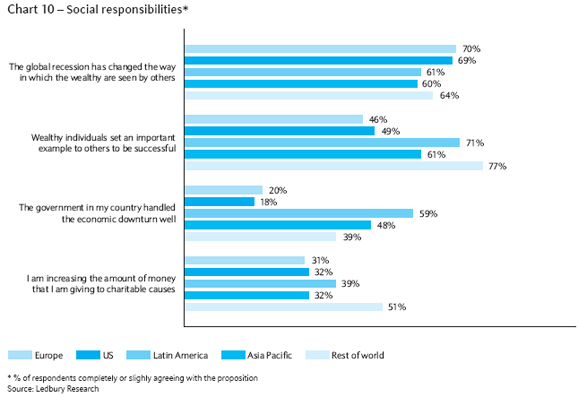 Chart 10 – Social responsibilities*
The global recession has changed the way
in which the wealthy are seen by others
70%
69%
61%
60%
64%
Wealthy individuals set an important
example to others to be successful
46%
49%
71%
61%
77%
The government in my country handled
the economic downturn well
20%
18%
59%
48%
39%
I am increasing the amount of money
that I am giving to charitable causes
31%
32%
39%
32%
51%
Europe US Latin America Asia Pacific Rest of world
* % of respondents completely or slighly agreeing with the proposition
Source: Ledbury Research